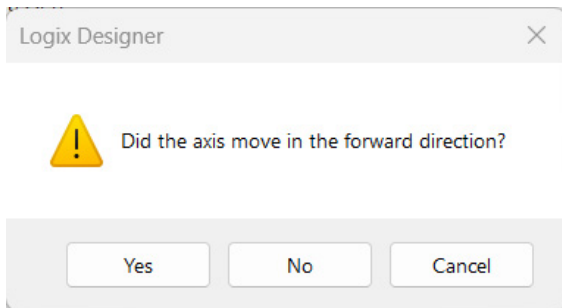 Logix Designer
Did the axis move in the forward direction?
Yes
No
Cancel